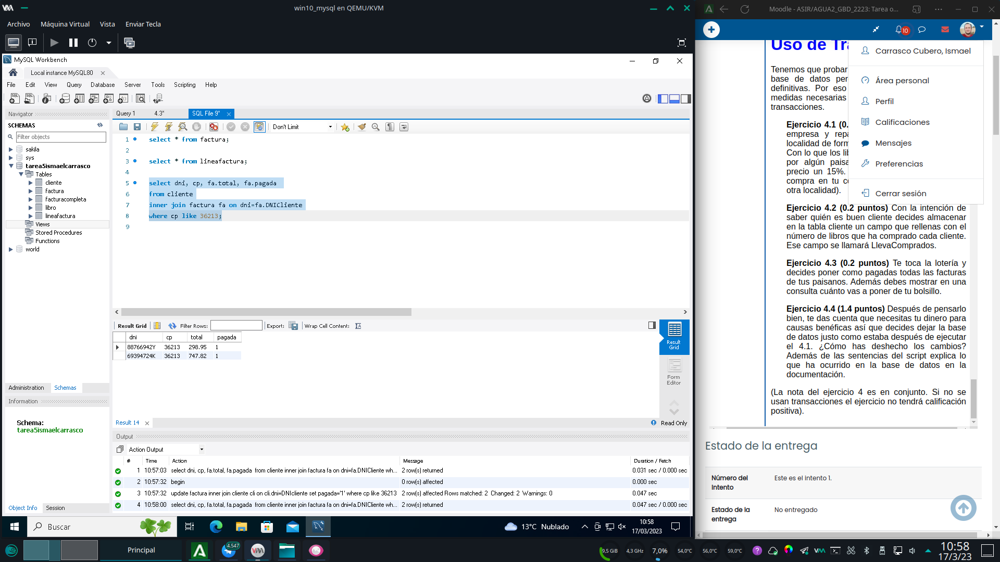 win10_mysql en QEMU/KVM
Archivo Máquina Virtual Vista Enviar Tecla
MySQL Workbench
Local instance MySQL80
File Edit View Query Database Server Tools Scripting Help
Navigator
SCHEMAS
Filter objects
sakila
sys
tarea5ismaelcarrasco
Tables
cliente
factura
facturacompleta
libro
lineafactura
Views
Stored Procedures
Functions
world
Administration Schemas
Information
Schema:
tarea5ismaelcarrasco
Object Info Session
Query 1 4.3* SQL File 9*
Don't Limit
1 select * from factura;
2
3 select * from lineafactura;
4
5 select dni, cp, fa.total, fa.pagada
6 from cliente
7 inner join factura fa on dni=fa.DNICliente
8 where cp like 36213;
9
Result Grid Filter Rows: Export: Wrap Cell Content:
dni cp total pagada
88766942Y 36213 298.95 1
69394724K 36213 747.82 1
Result Grid
Form Editor
Result 14
Read Only
Output
Action Output
# Time Action Message Duration / Fetch
1 10:57:03 select dni, cp, fa.total, fa.pagada from cliente inner join factura fa on dni=fa.DNICliente wh... 2 row(s) returned 0.031 sec / 0.000 sec
2 10:57:32 begin 0 row(s) affected 0.000 sec
3 10:57:32 update factura inner join cliente cli on cli.dni=DNIcliente set pagada='1' where cp like 36213 2 row(s) affected Rows matched: 2 Changed: 2 Warnings: 0 0.047 sec
4 10:58:00 select dni, cp, fa.total, fa.pagada from cliente inner join factura fa on dni=fa.DNICliente wh... 2 row(s) returned 0.047 sec / 0.000 sec
Buscar
13°C Nublado
10:58
17/03/2023
Moodle - ASIR/AGUA2_GBD_2223: Tarea o...
10
Uso de Tr
Tenemos que probar
base de datos per
definitivas. Por eso
medidas necesarias
transacciones.
Ejercicio 4.1 (0.
empresa y repa
localidad de form
Con lo que los lib
por algún paisa
precio un 15%.
compra en tu c
otra localidad).
Carrasco Cubero, Ismael
Área personal
Perfil
Calificaciones
Mensajes
Preferencias
Cerrar sesión
Ejercicio 4.2 (0.2 puntos) Con la intención de
saber quién es buen cliente decides almacenar
en la tabla cliente un campo que rellenas con el
número de libros que ha comprado cada cliente.
Ese campo se llamará LlevaComprados.
Ejercicio 4.3 (0.2 puntos) Te toca la lotería y
decides poner como pagadas todas las facturas
de tus paisanos. Además debes mostrar en una
consulta cuánto vas a poner de tu bolsillo.
Ejercicio 4.4 (1.4 puntos) Después de pensarlo
bien, te das cuenta que necesitas tu dinero para
causas benéficas así que decides dejar la base
de datos justo como estaba después de ejecutar
el 4.1. ¿Cómo has deshecho los cambios?
Además de las sentencias del script explica lo
que ha ocurrido en la base de datos en la
documentación.
(La nota del ejercicio 4 es en conjunto. Si no se
usan transacciones el ejercicio no tendrá calificación
positiva).
Estado de la entrega
Número del Intento Este es el intento 1.
Estado de la entrega No entregado
Principal
4.547
9,5 GiB 4,3 GHz 7,0% 54,0°C 56,0°C 59,0°C
10:58
17/3/23